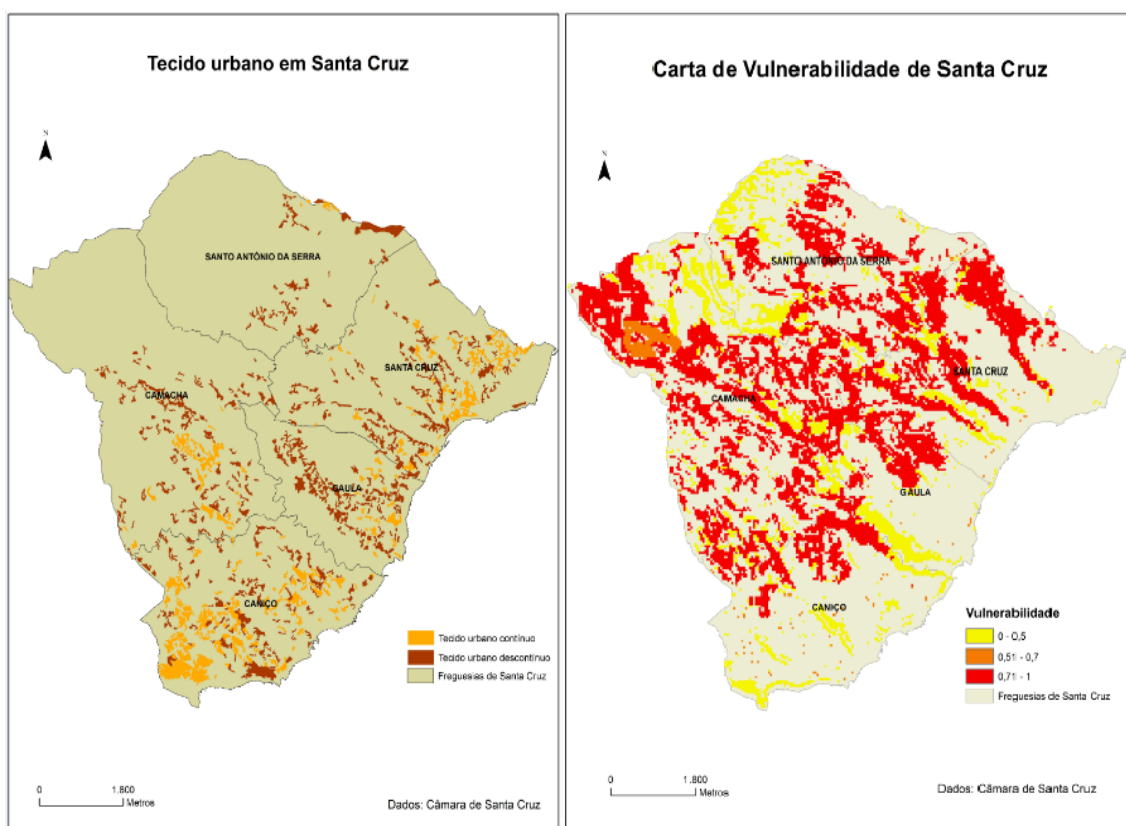 Tecido urbano em Santa Cruz
N
SANTO ANTÓNIO DA SERRA
SANTA CRUZ
CAMACHA
GAULA
CANIÇO
Tecido urbano contínuo
Tecido urbano descontínuo
Freguesias de Santa Cruz
0 1.800
Metros
Dados: Câmara de Santa Cruz
Carta de Vulnerabilidade de Santa Cruz
N
SANTO ANTÓNIO DA SERRA
SANTA CRUZ
CAMACHA
GAULA
CANIÇO
Vulnerabilidade
0 - 0,5
0,51 - 0,7
0,71 - 1
Freguesias de Santa Cruz
0 1.800
Metros
Dados: Câmara de Santa Cruz